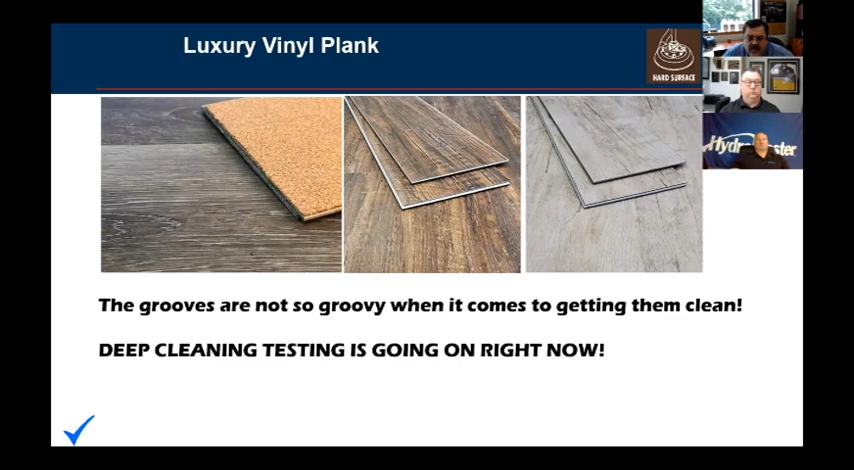 Luxury Vinyl Plank
HARD SURFACE
The grooves are not so groovy when it comes to getting them clean!
DEEP CLEANING TESTING IS GOING ON RIGHT NOW!